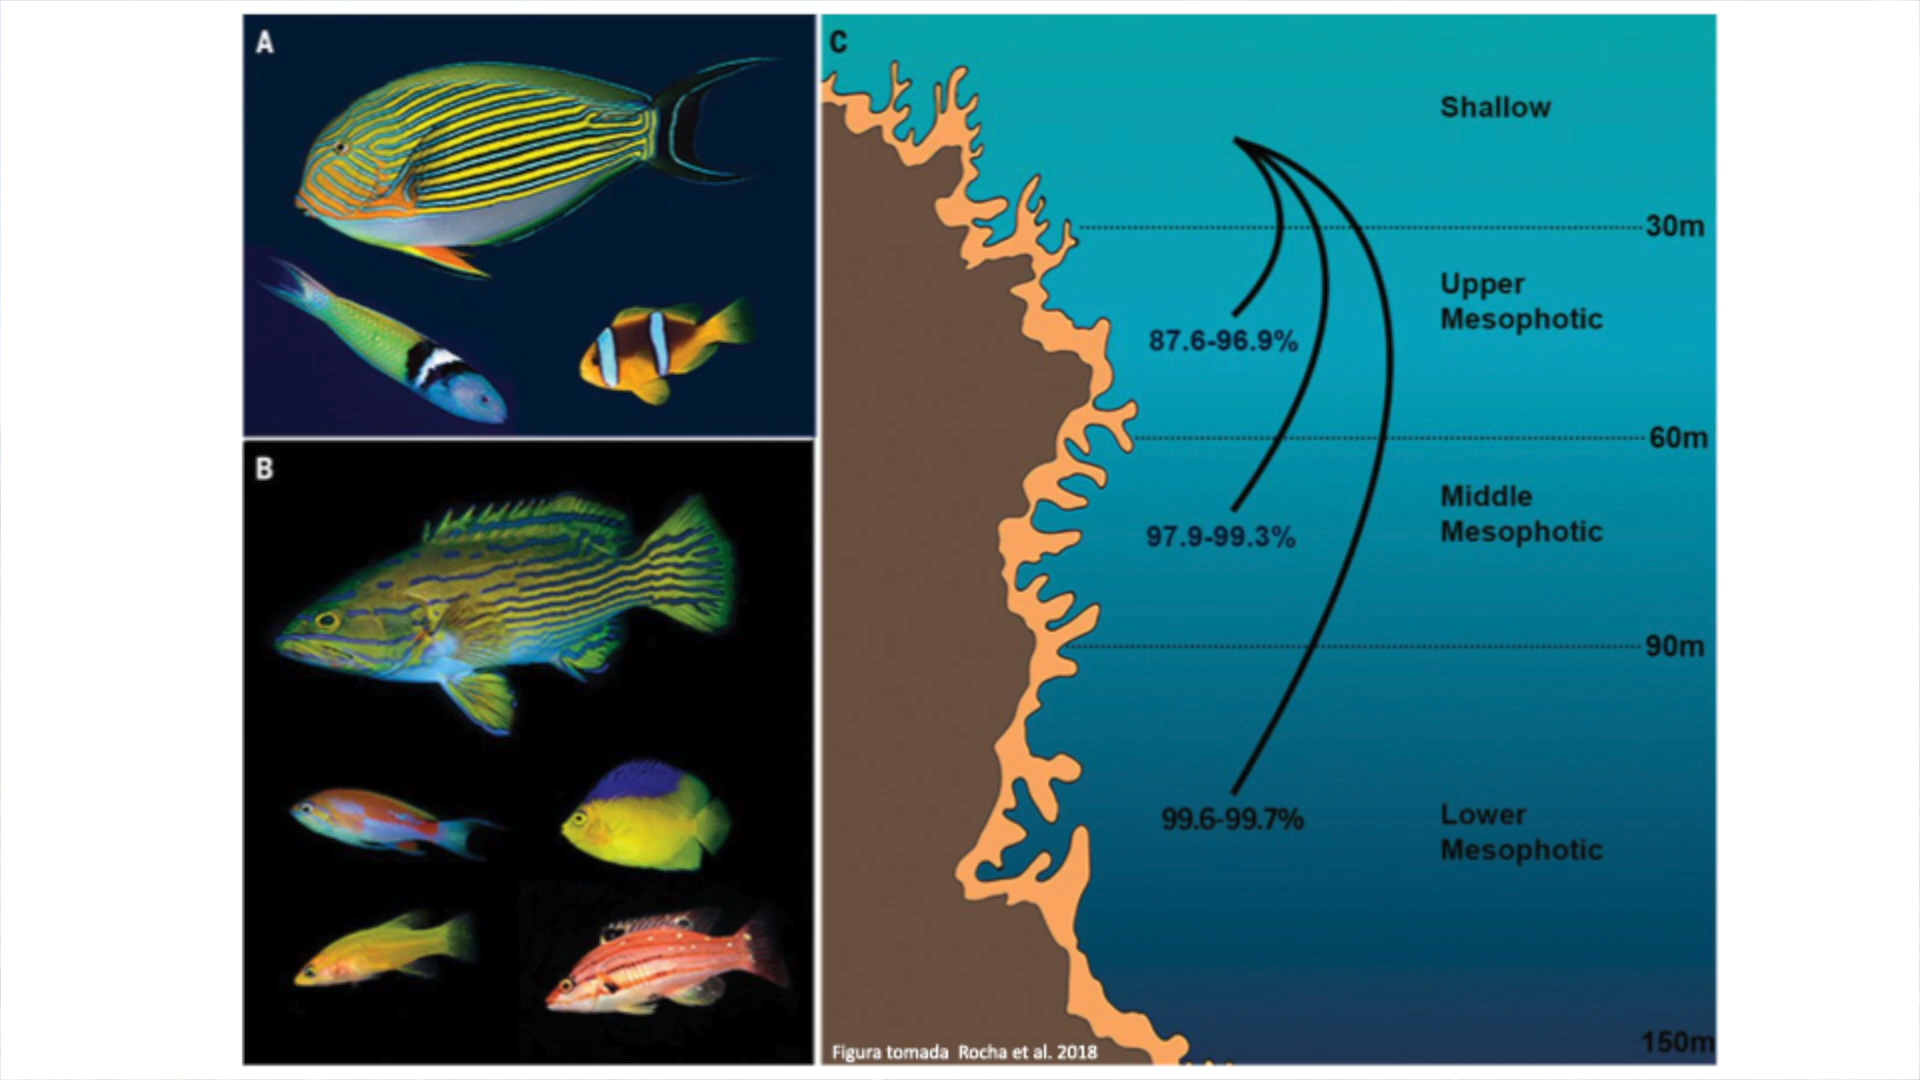 A
B
C
Shallow
30m
Upper
Mesophotic
87.6-96.9%
60m
Middle
Mesophotic
97.9-99.3%
90m
Lower
Mesophotic
99.6-99.7%
150m
Figura tomada Rocha et al. 2018